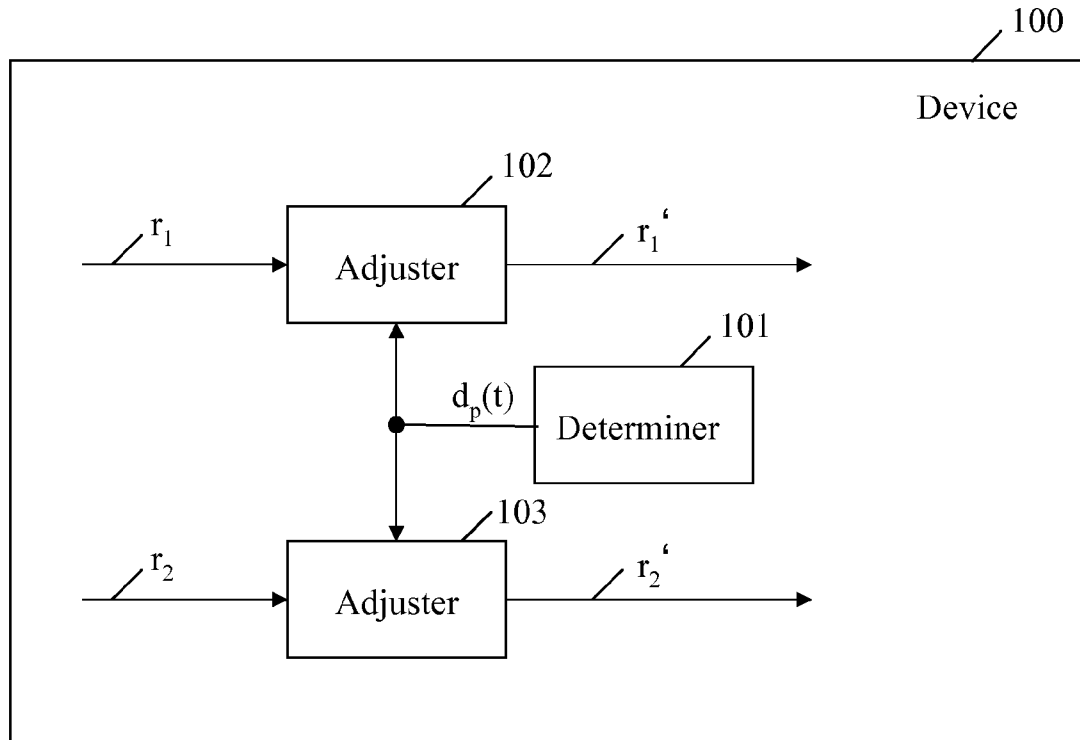 100
Device
102
r₁
Adjuster
r₁‘
101
dₚ(t)
Determiner
103
r₂
Adjuster
r₂‘